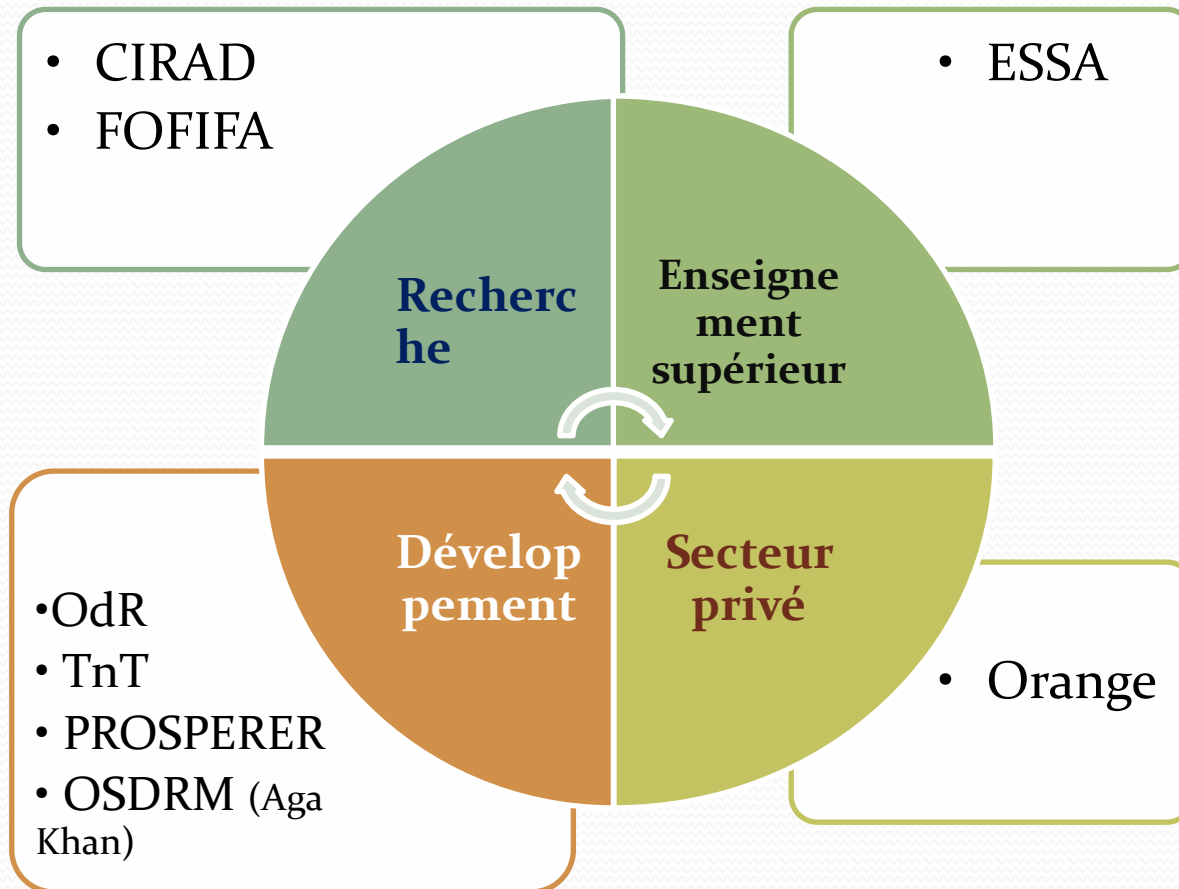 • CIRAD
• FOFIFA
• ESSA
Recherc
he
Enseigne
ment
supérieur
Dévelop
pement
Secteur
privé
•OdR
• TnT
• PROSPERER
• OSDRM (Aga
Khan)
• Orange